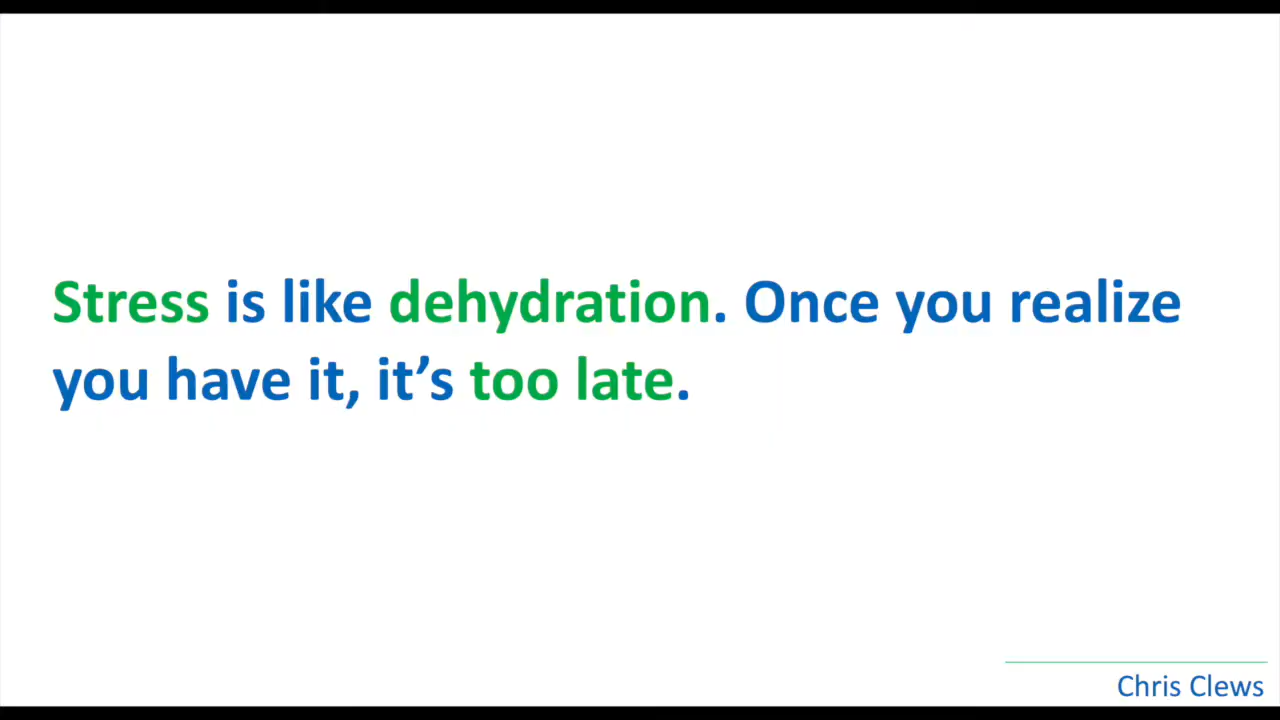 Stress is like dehydration. Once you realize
you have it, it’s too late.
Chris Clews